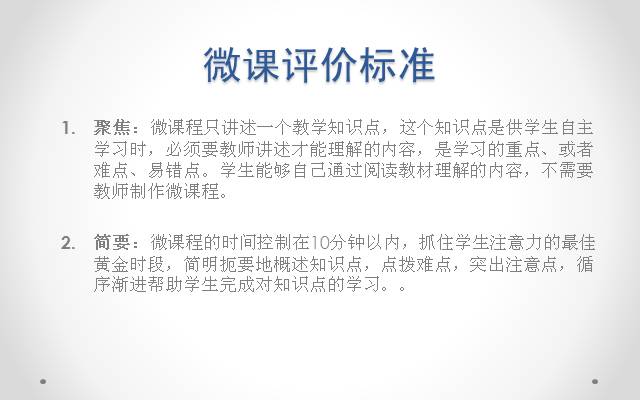 微课评价标准
1. 聚焦：微课程只讲述一个教学知识点，这个知识点是供学生自主
学习时，必须要教师讲述才能理解的内容，是学习的重点、或者
难点、易错点。学生能够自己通过阅读教材理解的内容，不需要
教师制作微课程。
2. 简要：微课程的时间控制在10分钟以内，抓住学生注意力的最佳
黄金时段，简明扼要地概述知识点，点拨难点，突出注意点，循
序渐进帮助学生完成对知识点的学习。。